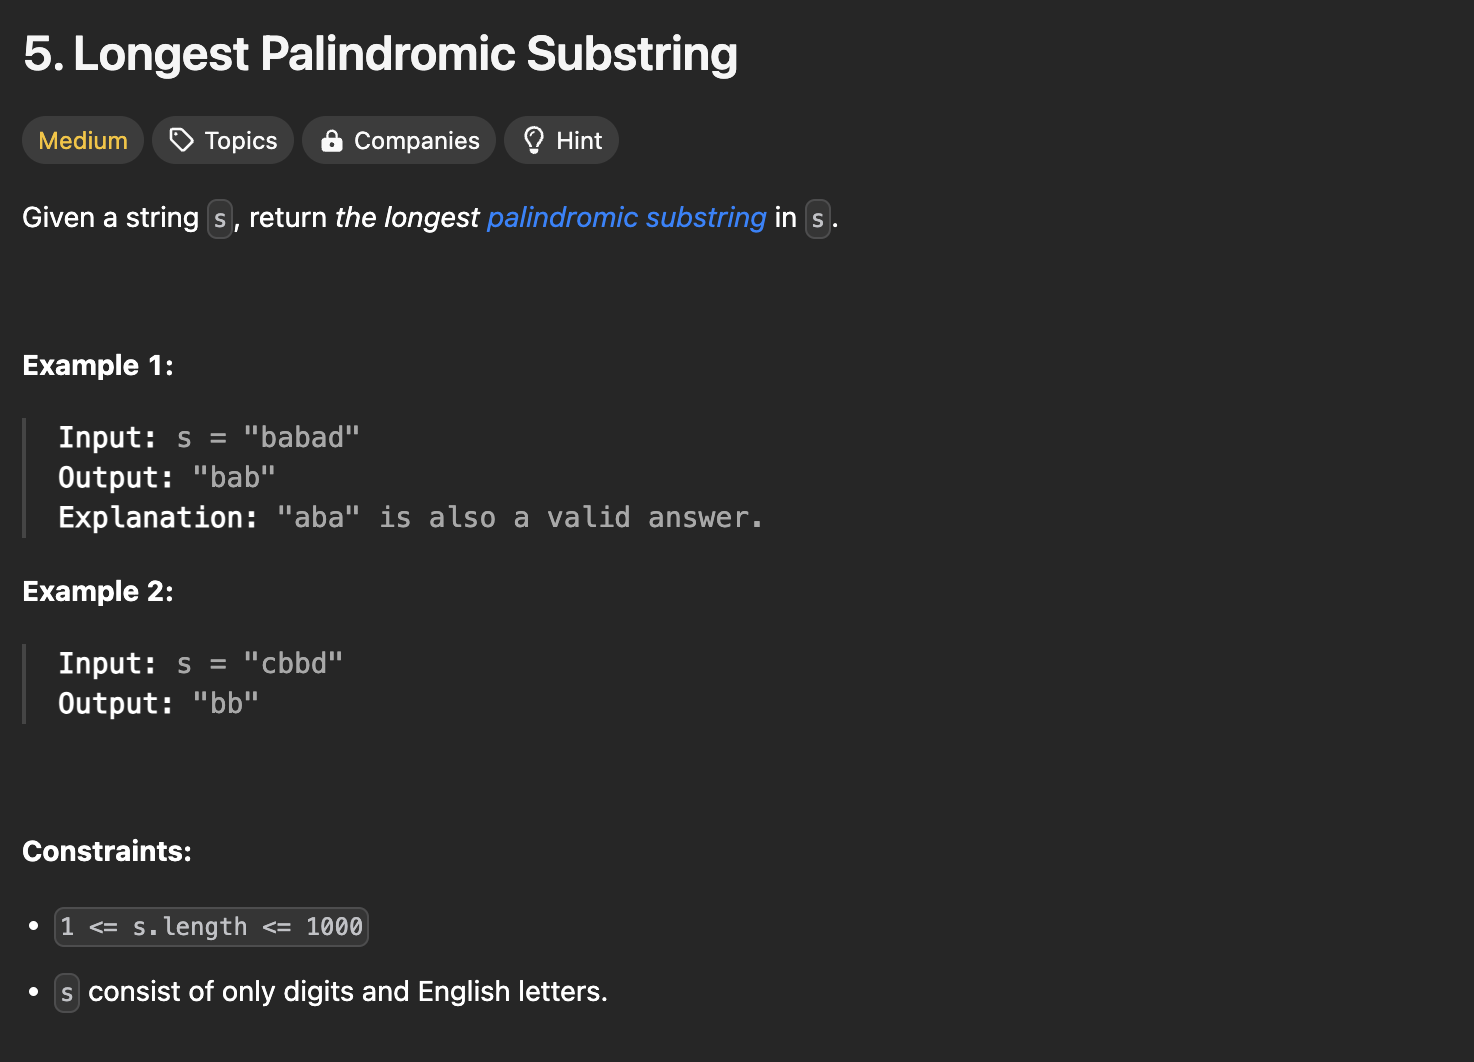 5. Longest Palindromic Substring
Medium Topics Companies Hint
Given a string s, return the longest palindromic substring in s.
Example 1:
Input: s = "babad"
Output: "bab"
Explanation: "aba" is also a valid answer.
Example 2:
Input: s = "cbbd"
Output: "bb"
Constraints:
• 1 <= s.length <= 1000
• s consist of only digits and English letters.